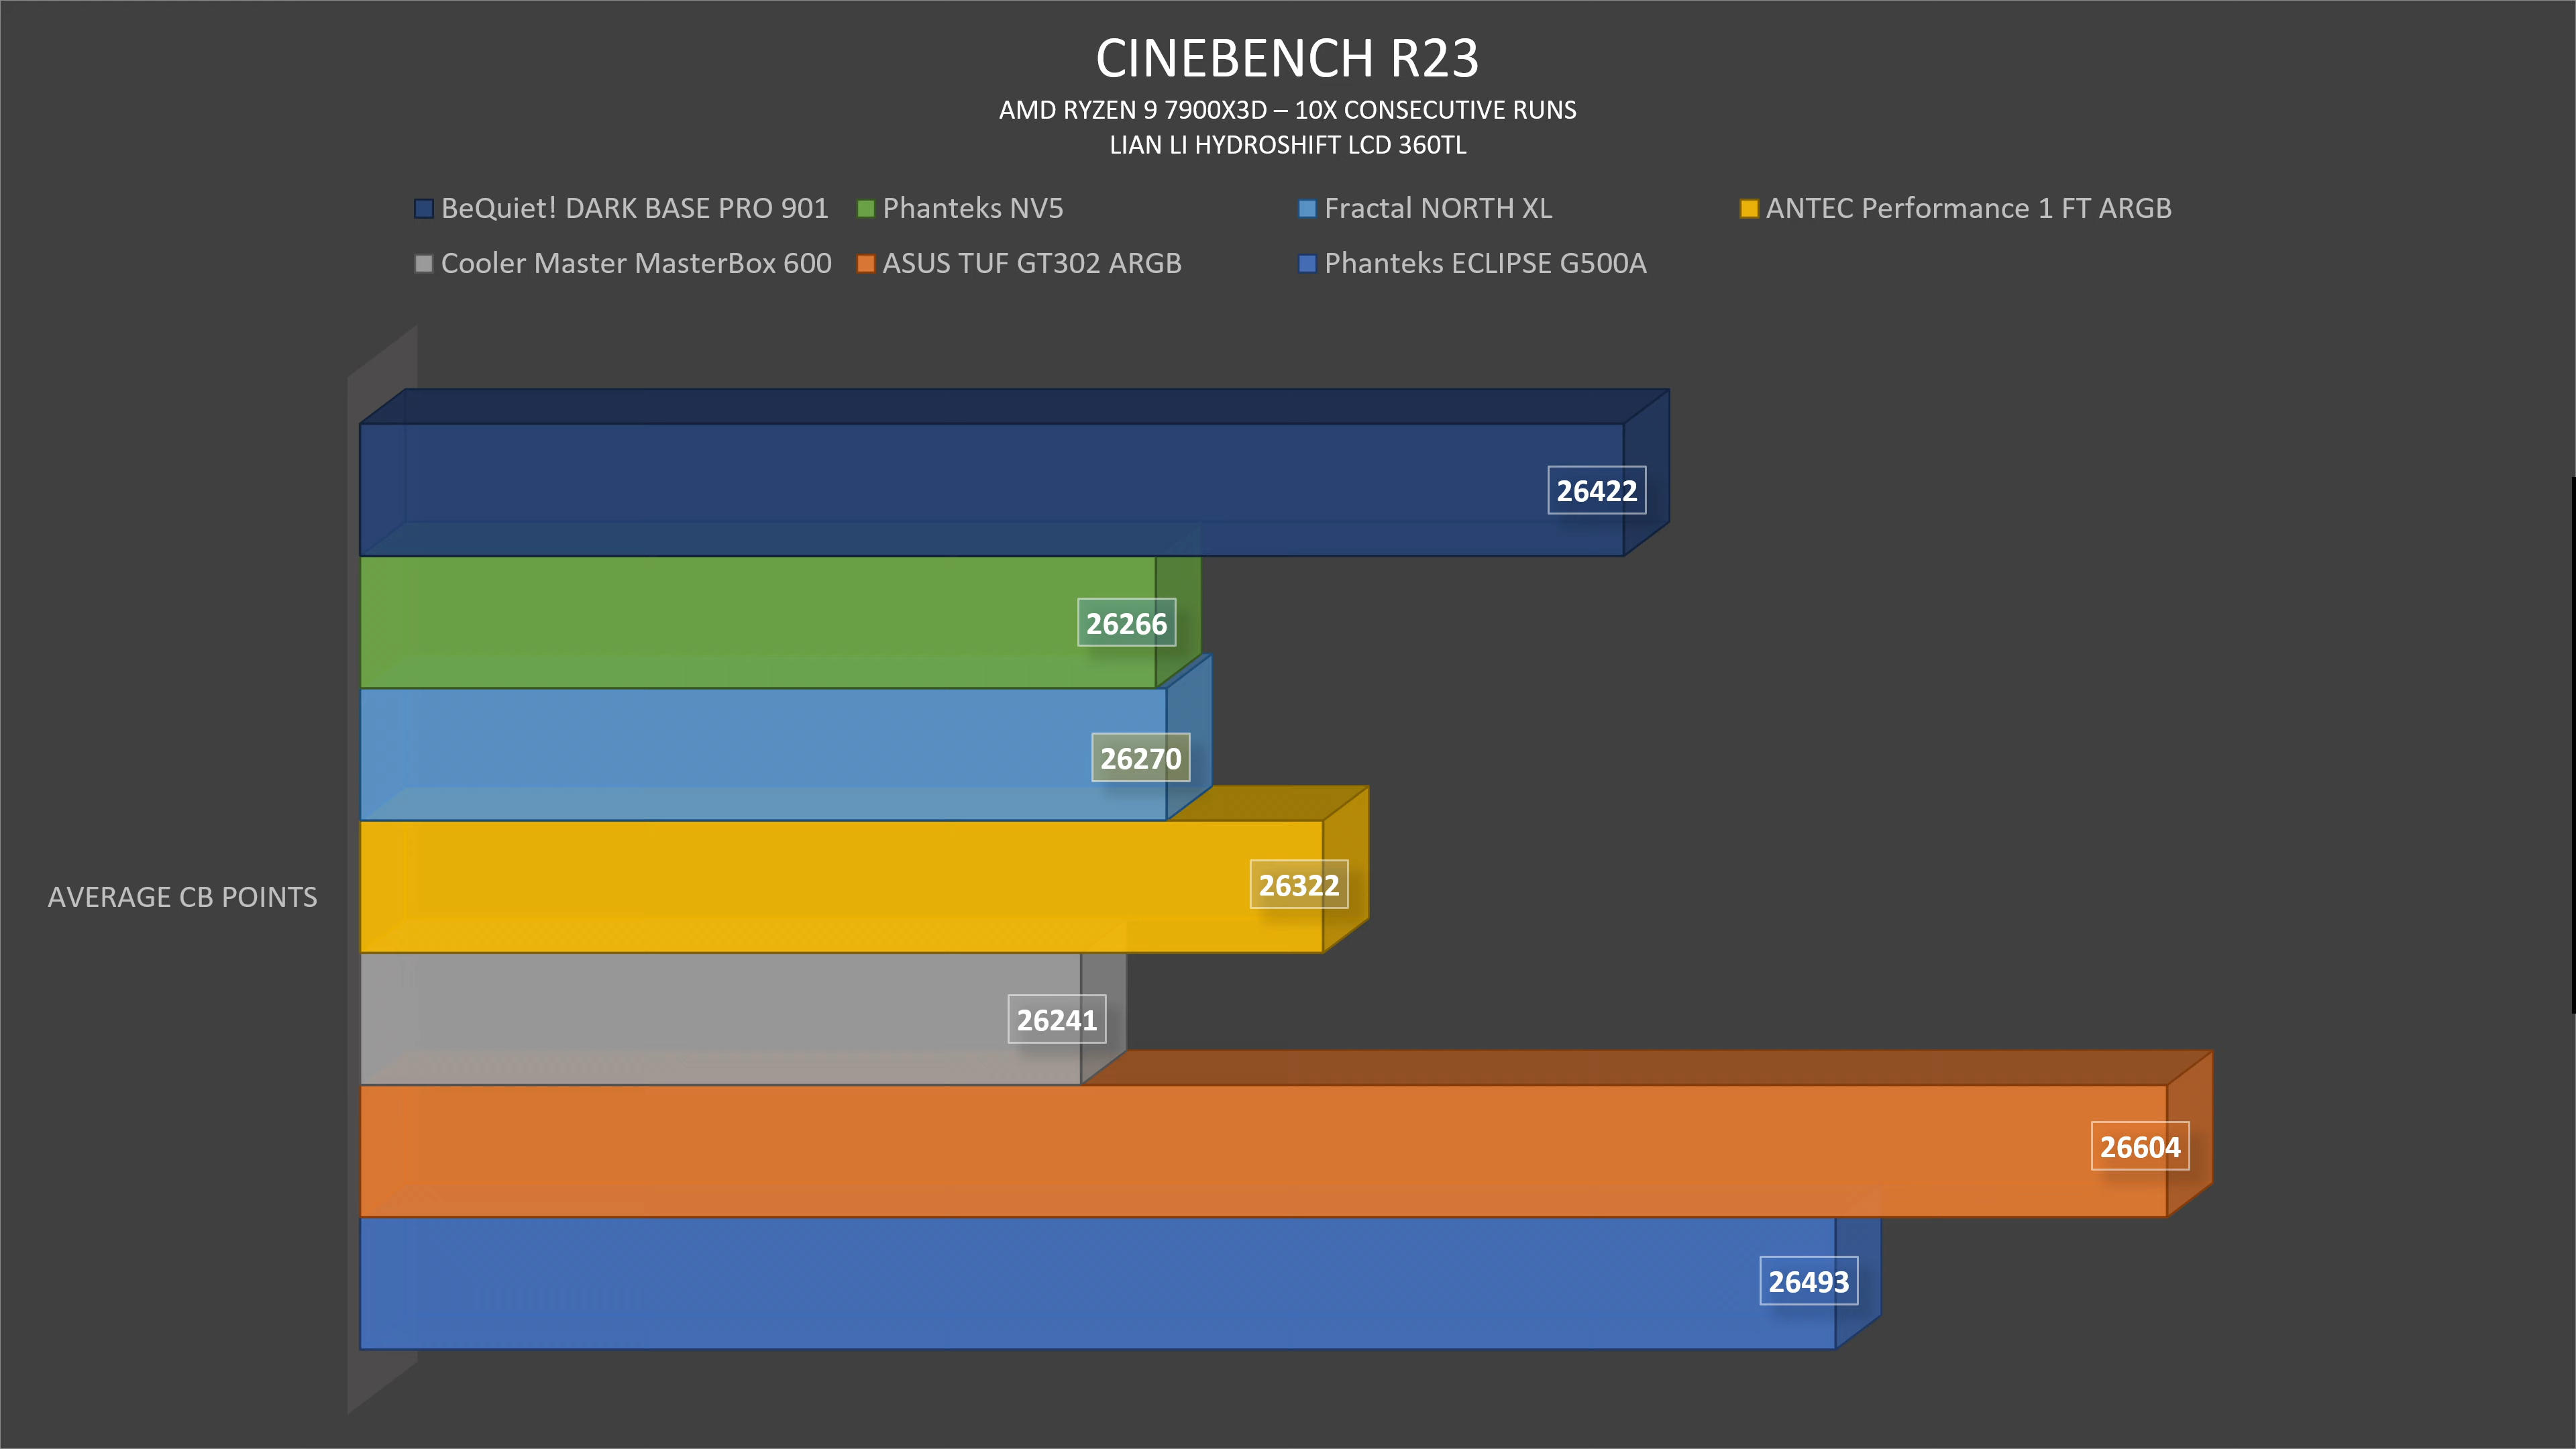 CINEBENCH R23
AMD RYZEN 9 7900X3D – 10X CONSECUTIVE RUNS
LIAN LI HYDROSHIFT LCD 360TL
BeQuiet! DARK BASE PRO 901 Phanteks NV5 Fractal NORTH XL ANTEC Performance 1 FT ARGB
Cooler Master MasterBox 600 ASUS TUF GT302 ARGB Phanteks ECLIPSE G500A
26422
26266
26270
26322
AVERAGE CB POINTS
26241
26604
26493